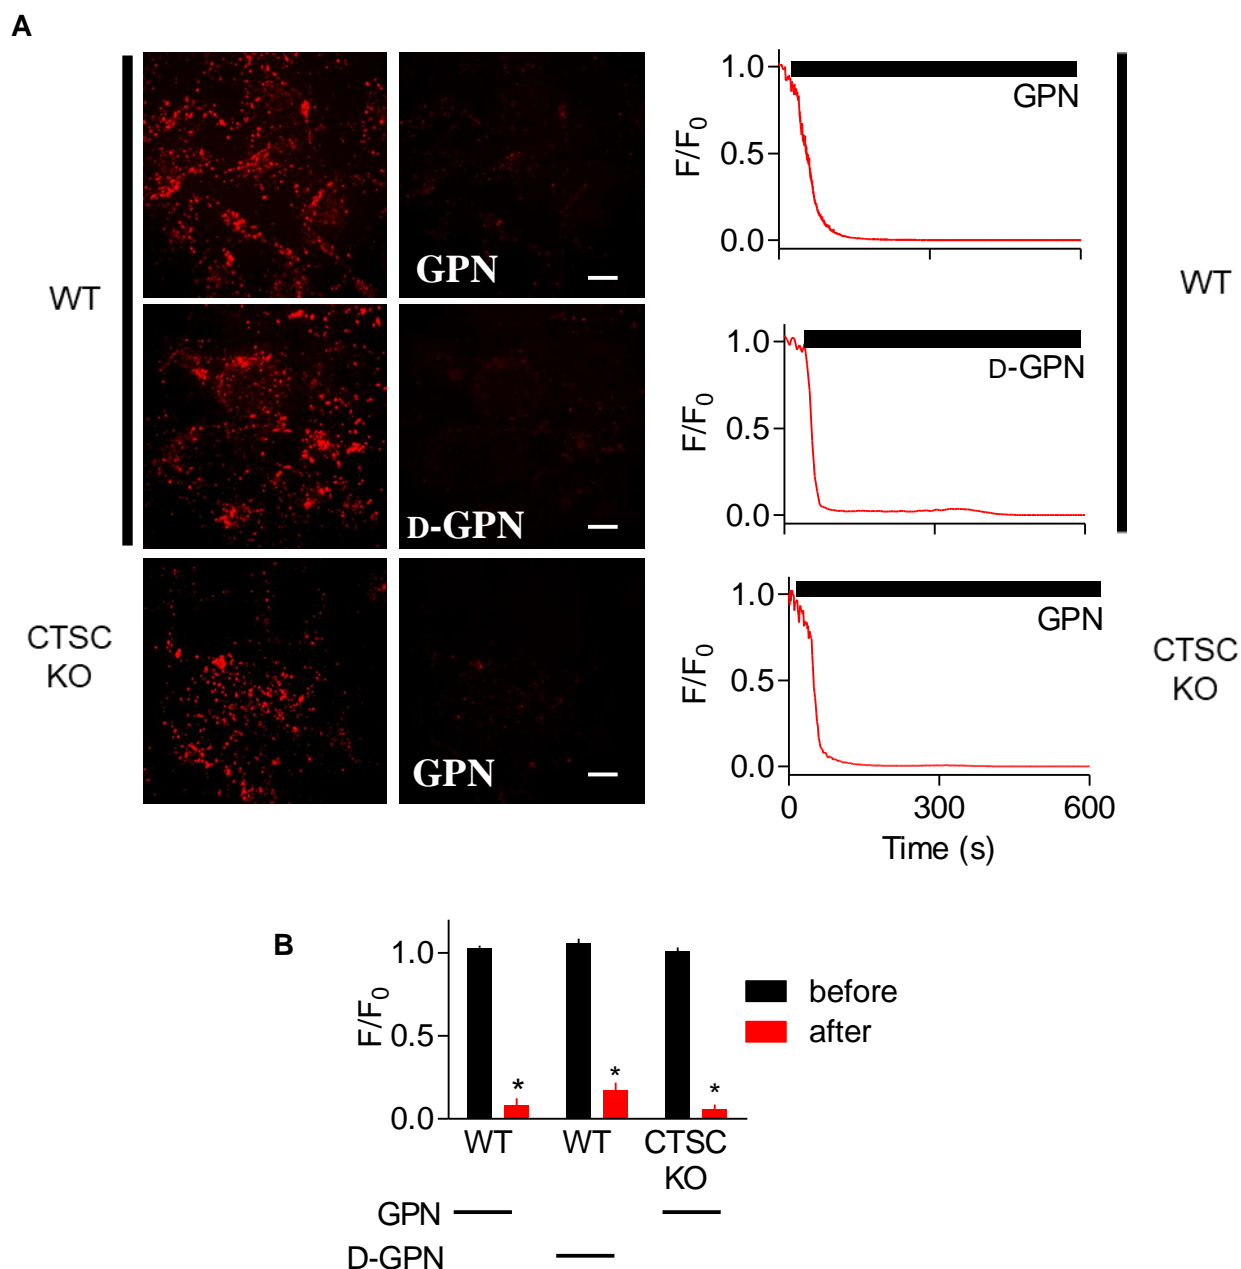 A
WT
GPN
D-GPN
CTSC
KO
GPN
1.0
0.5
0.0
F/F0
GPN
1.0
0.5
0.0
F/F0
D-GPN
WT
1.0
0.5
0.0
F/F0
GPN
CTSC
KO
0 300 600
Time (s)
B
1.0
0.5
0.0
F/F0
* * *
before
after
WT WT CTSC
KO
GPN
D-GPN